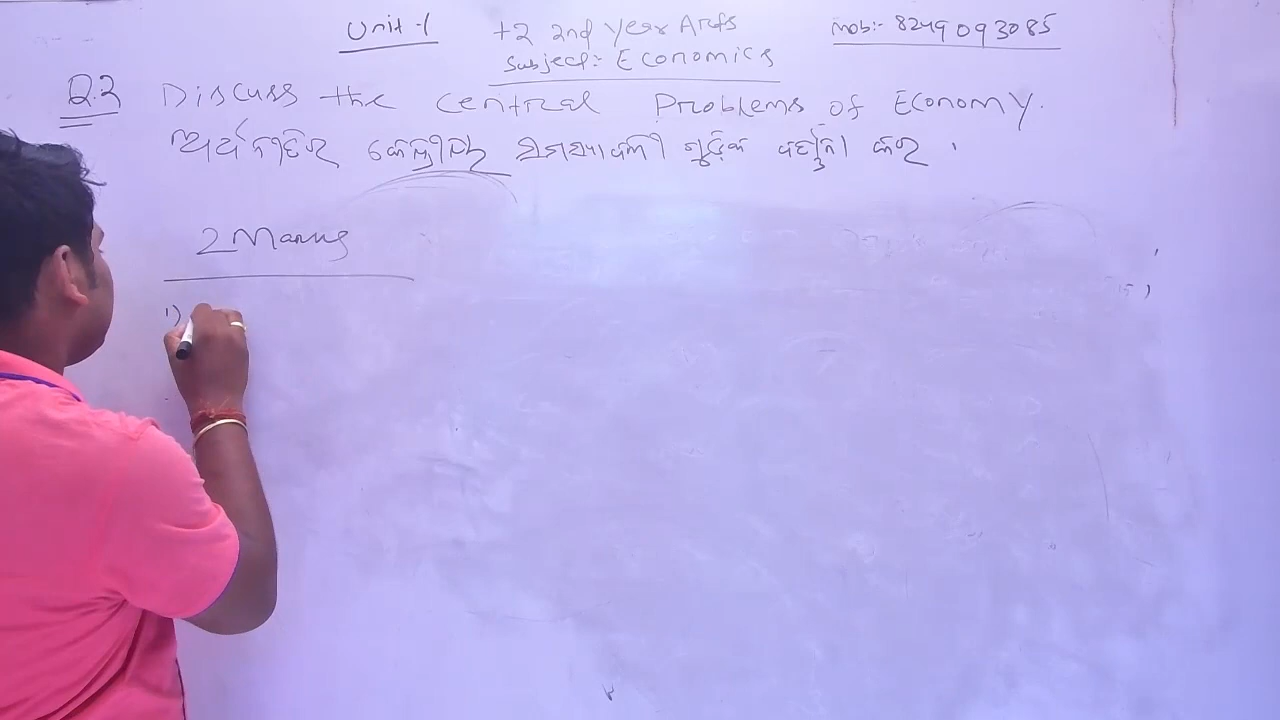 Unit-1 +2 2nd Year Arts Mob:- 8249093085
Subject:- Economics
Q.2 Discuss the central Problems of Economy.
ଅର୍ଥନୀତିର କେନ୍ଦ୍ରୀୟ ସମସ୍ୟାବଳୀ ଗୁଡ଼ିକ ବର୍ଣ୍ଣନା କର .
2 Marks
1)